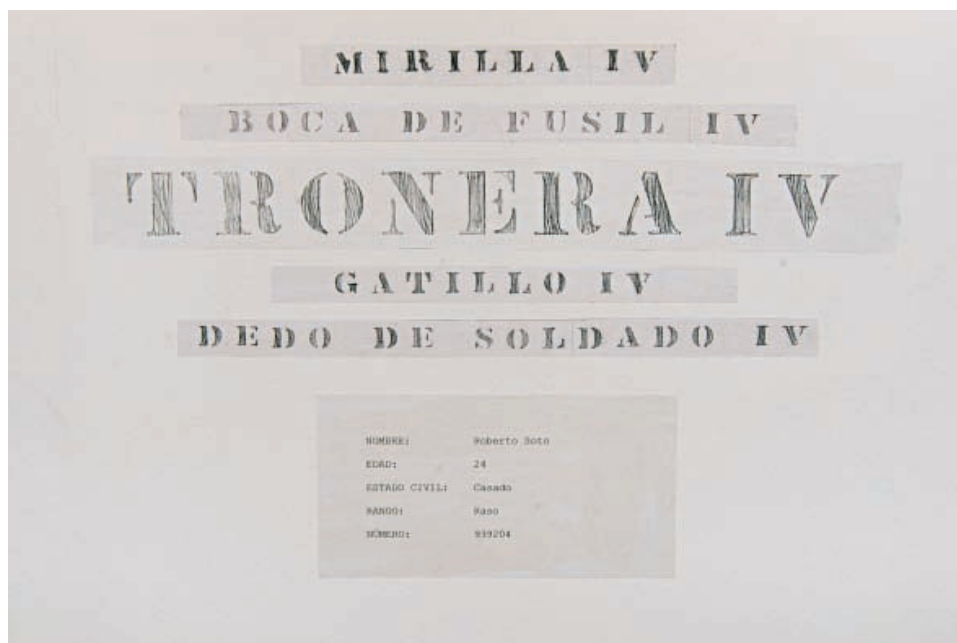 MIRILLA IV
BOCA DE FUSIL IV
TRONERA IV
GATILLO IV
DEDO DE SOLDADO IV
NOMBRE: Roberto Soto
EDAD: 24
ESTADO CIVIL: Casado
RANGO: Raso
NÚMERO: 939204